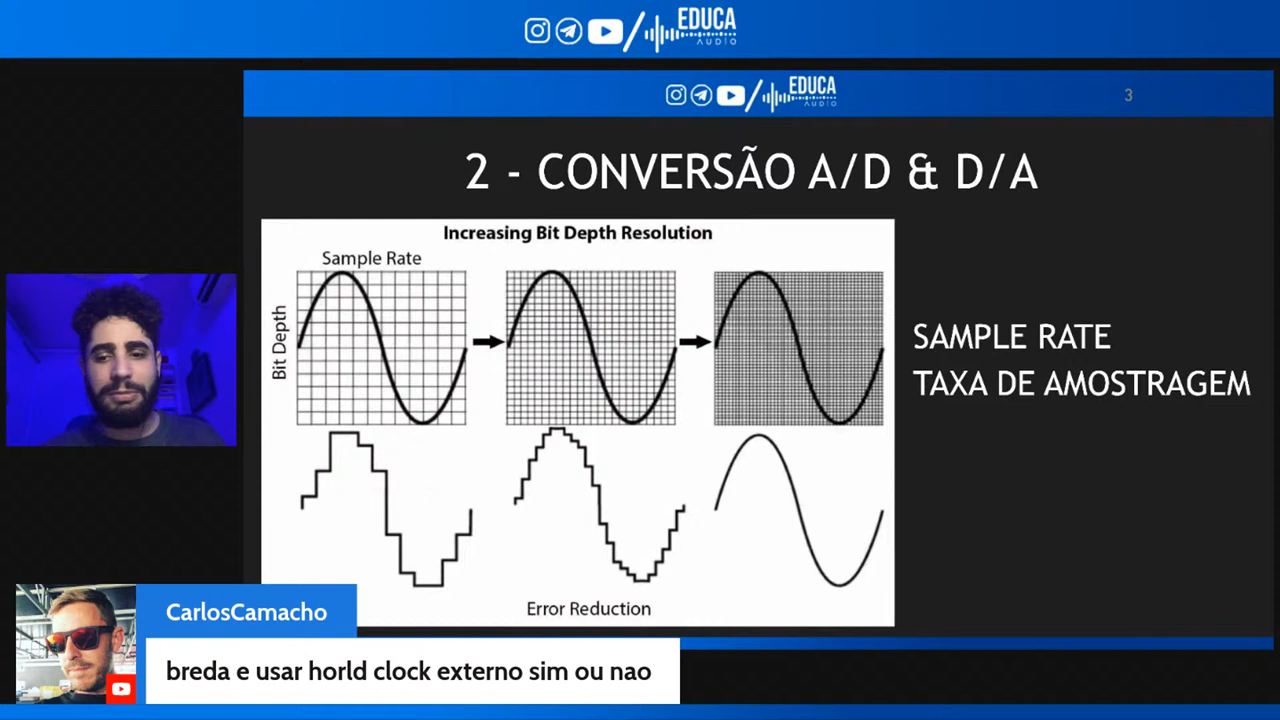 EDUCA
AUDIO
EDUCA
AUDIO
3
2 - CONVERSÃO A/D & D/A
Increasing Bit Depth Resolution
Sample Rate
Bit Depth
Error Reduction
SAMPLE RATE
TAXA DE AMOSTRAGEM
CarlosCamacho
breda e usar horld clock externo sim ou nao